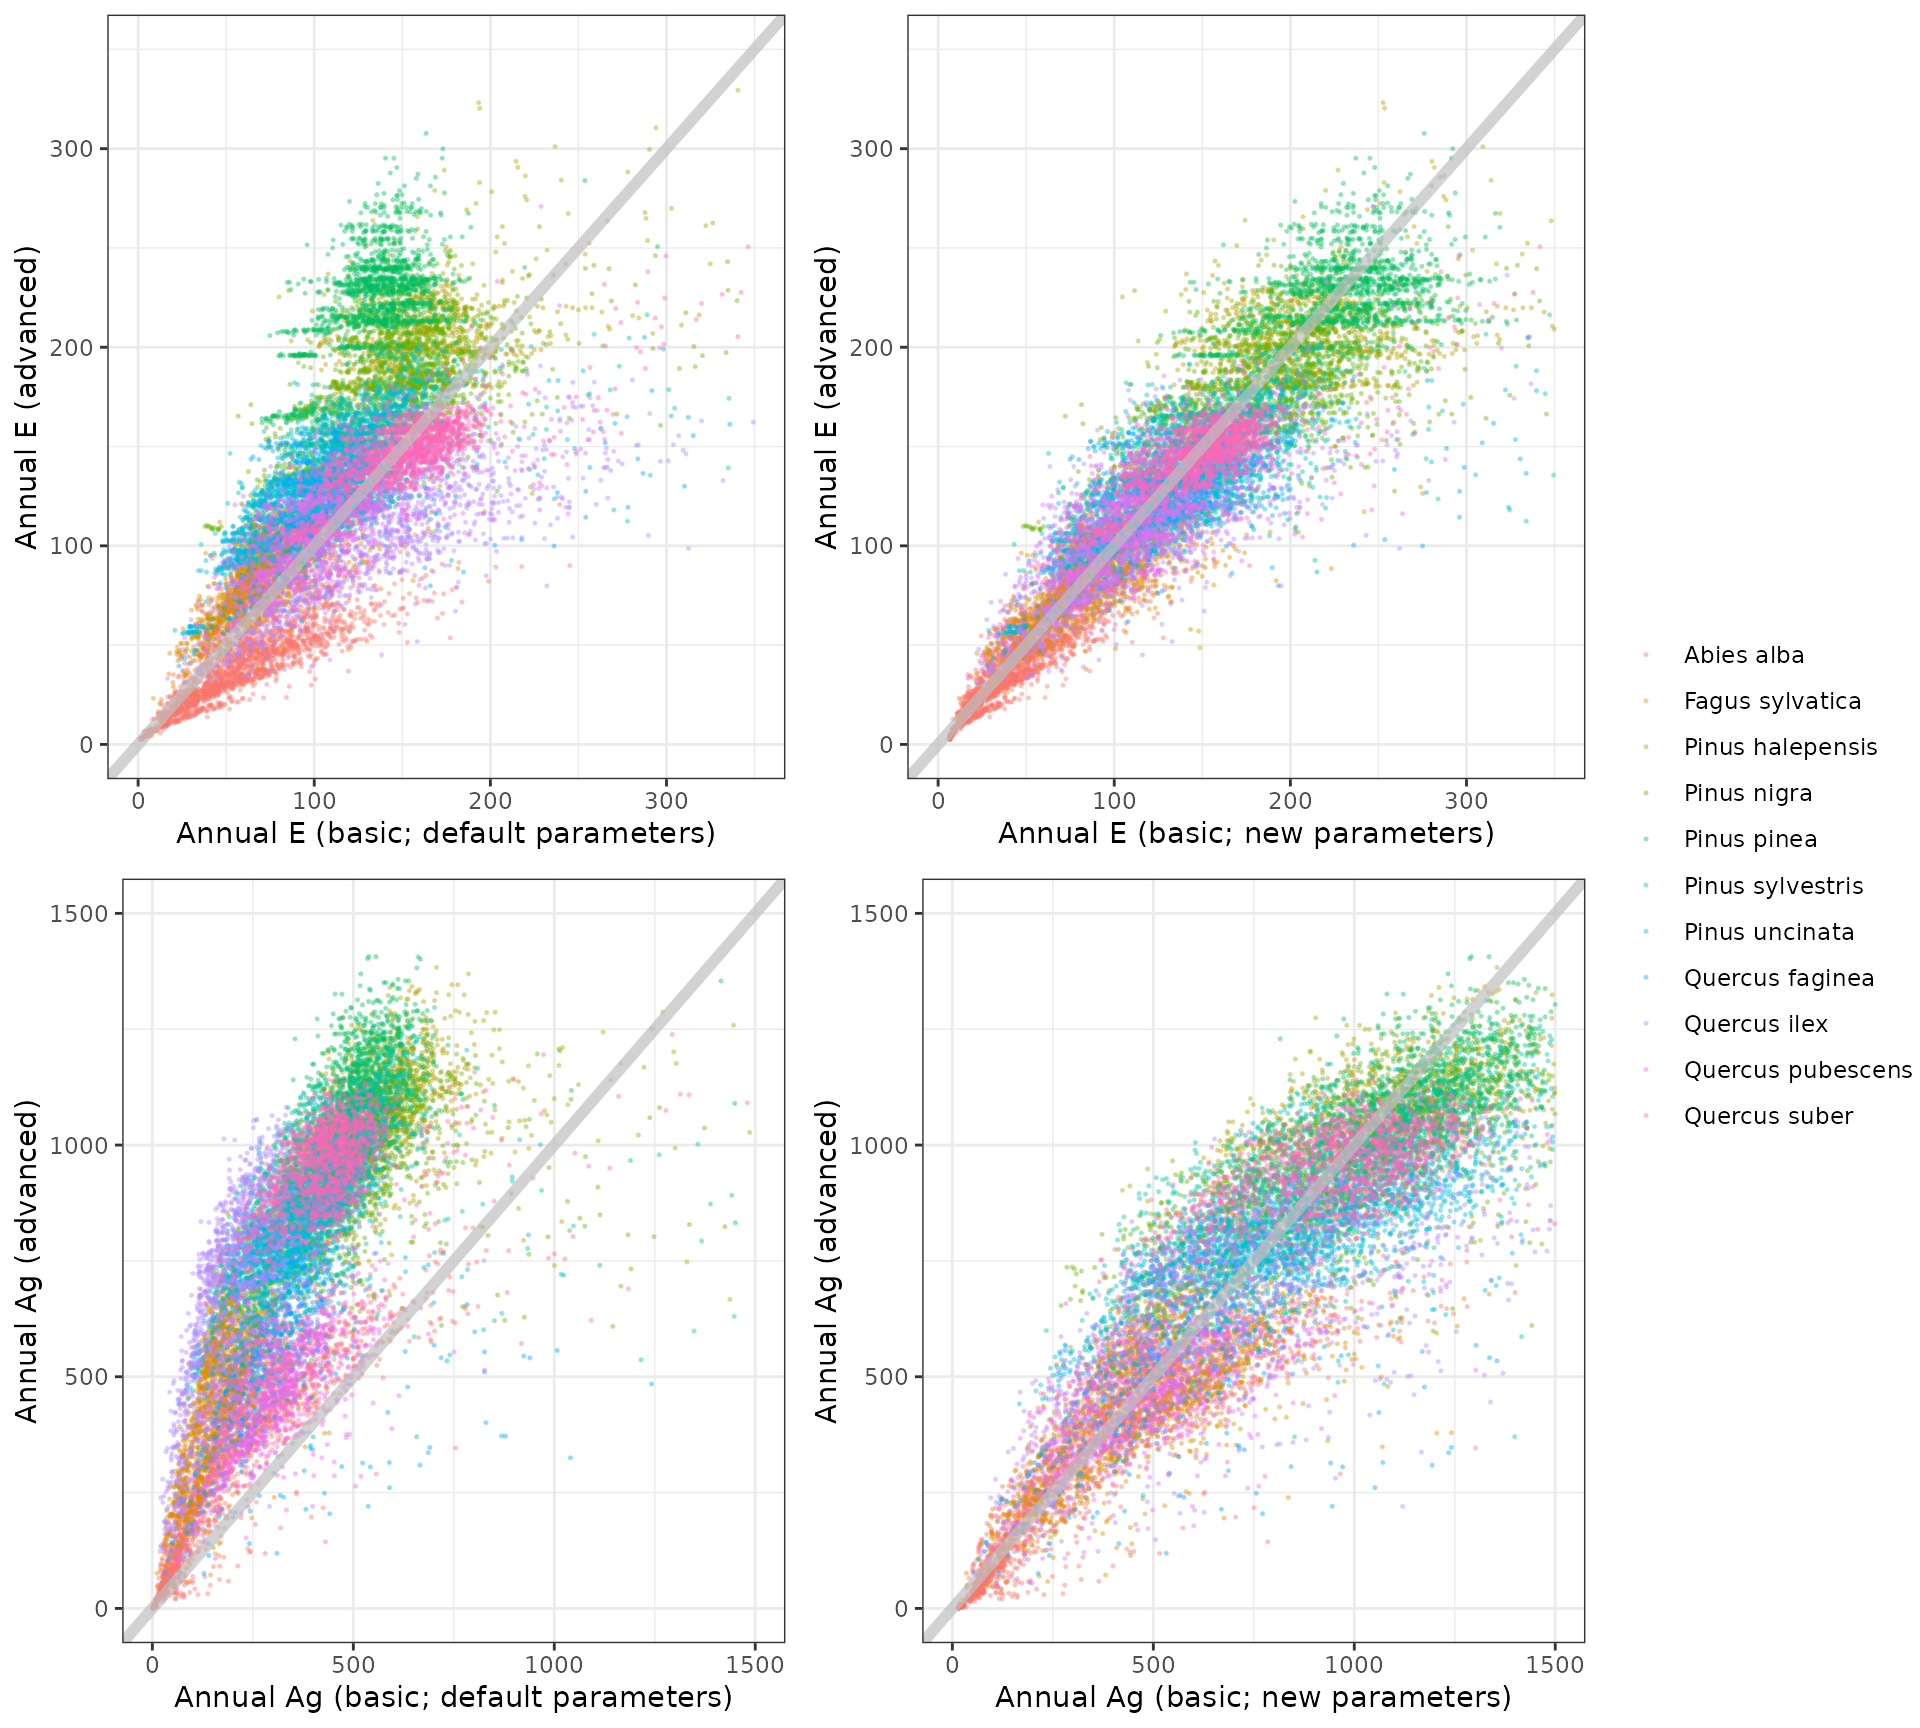 300
200
100
0
Annual E (advanced)
0 100 200 300
Annual E (basic; default parameters)
300
200
100
0
Annual E (advanced)
0 100 200 300
Annual E (basic; new parameters)
1500
1000
500
0
Annual Ag (advanced)
0 500 1000 1500
Annual Ag (basic; default parameters)
1500
1000
500
0
Annual Ag (advanced)
0 500 1000 1500
Annual Ag (basic; new parameters)
Abies alba
Fagus sylvatica
Pinus halepensis
Pinus nigra
Pinus pinea
Pinus sylvestris
Pinus uncinata
Quercus faginea
Quercus ilex
Quercus pubescens
Quercus suber